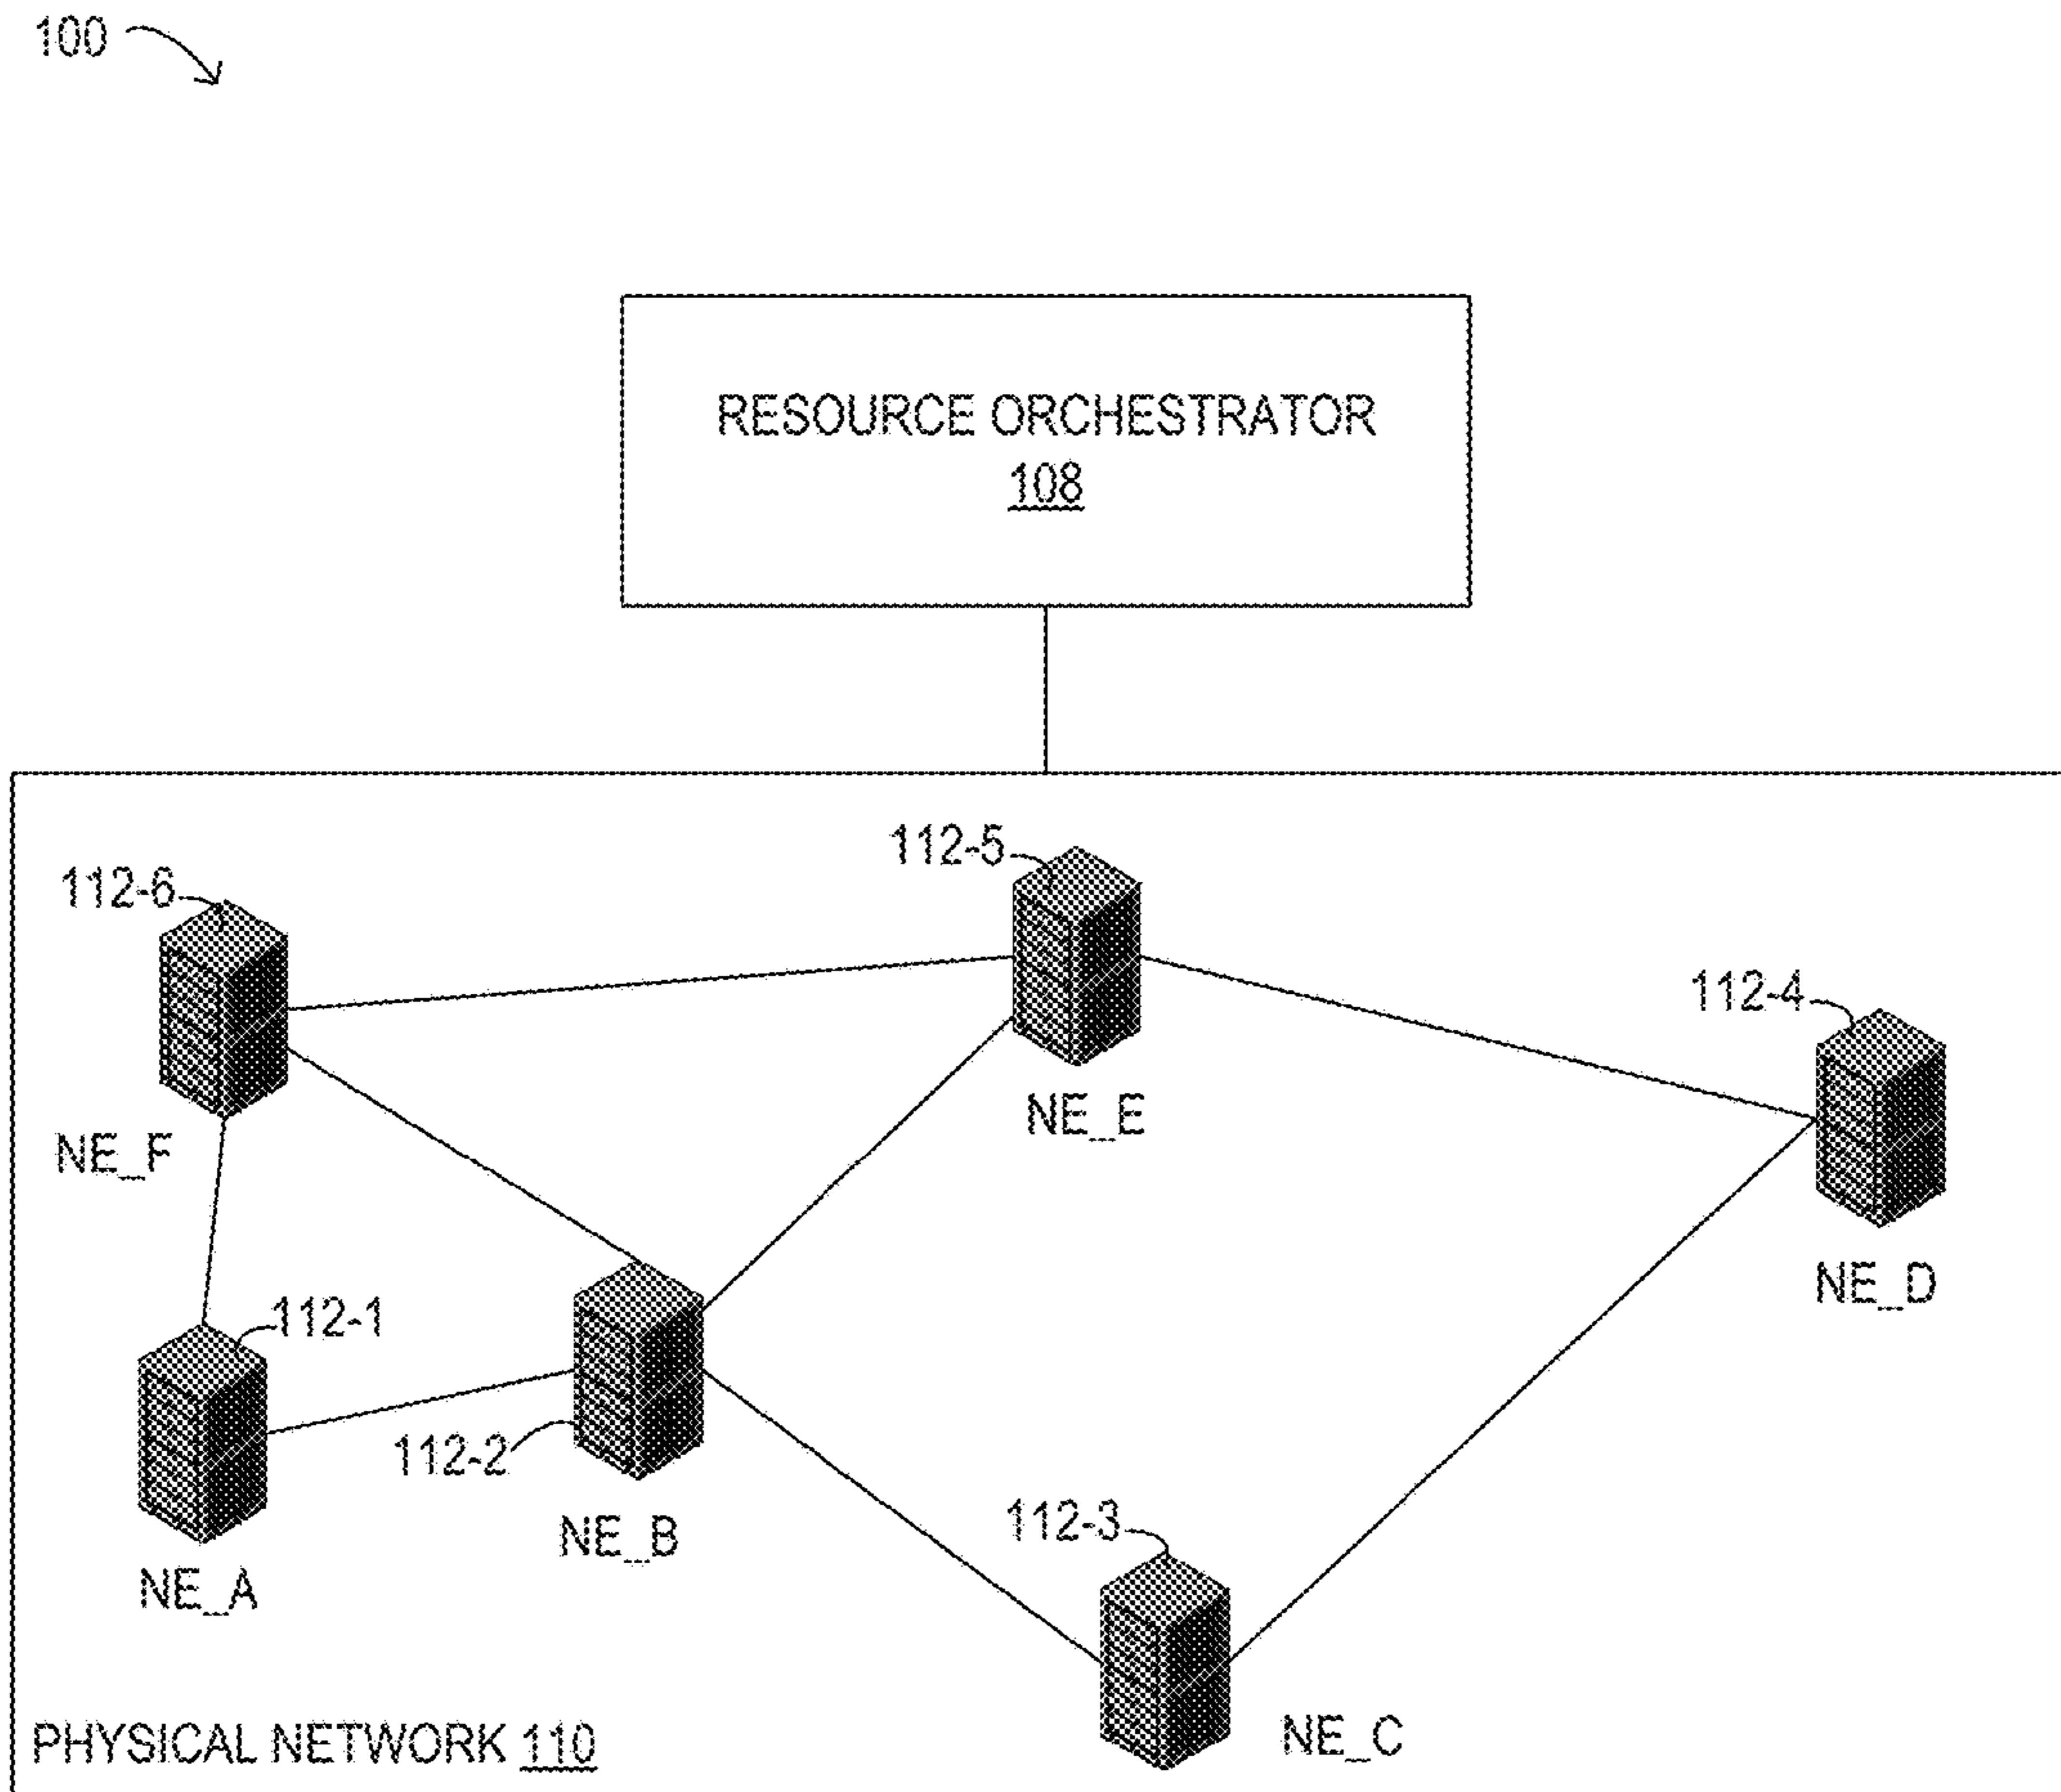 100
RESOURCE ORCHESTRATOR
108
112-5
112-6
112-4
NE_E
NE_F
NE_D
112-1
112-2
NE_B
112-3
NE_A
NE_C
PHYSICAL NETWORK 110